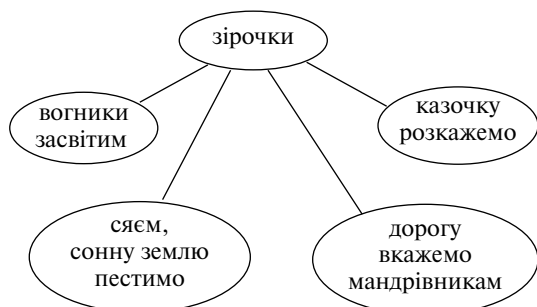 зірочки
вогники
засвітим
казочку
розкажемо
сяєм,
сонну землю
пестимо
дорогу
вкажемо
мандрівникам